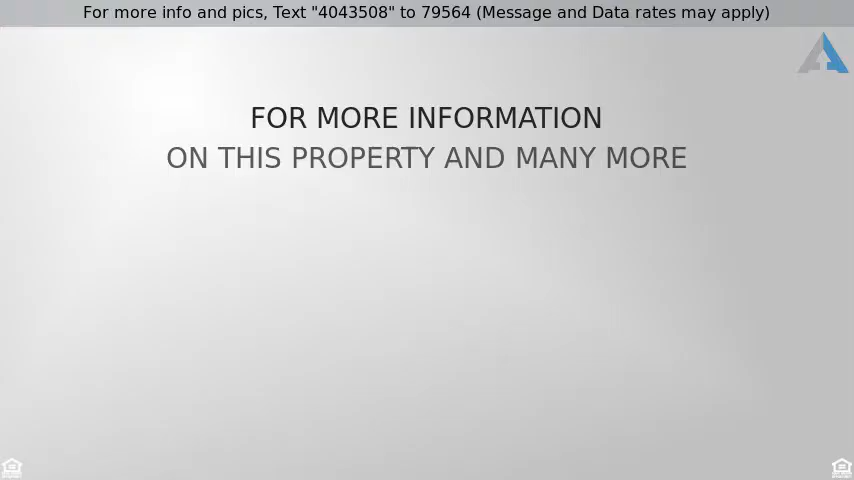 For more info and pics, Text "4043508" to 79564 (Message and Data rates may apply)
FOR MORE INFORMATION
ON THIS PROPERTY AND MANY MORE